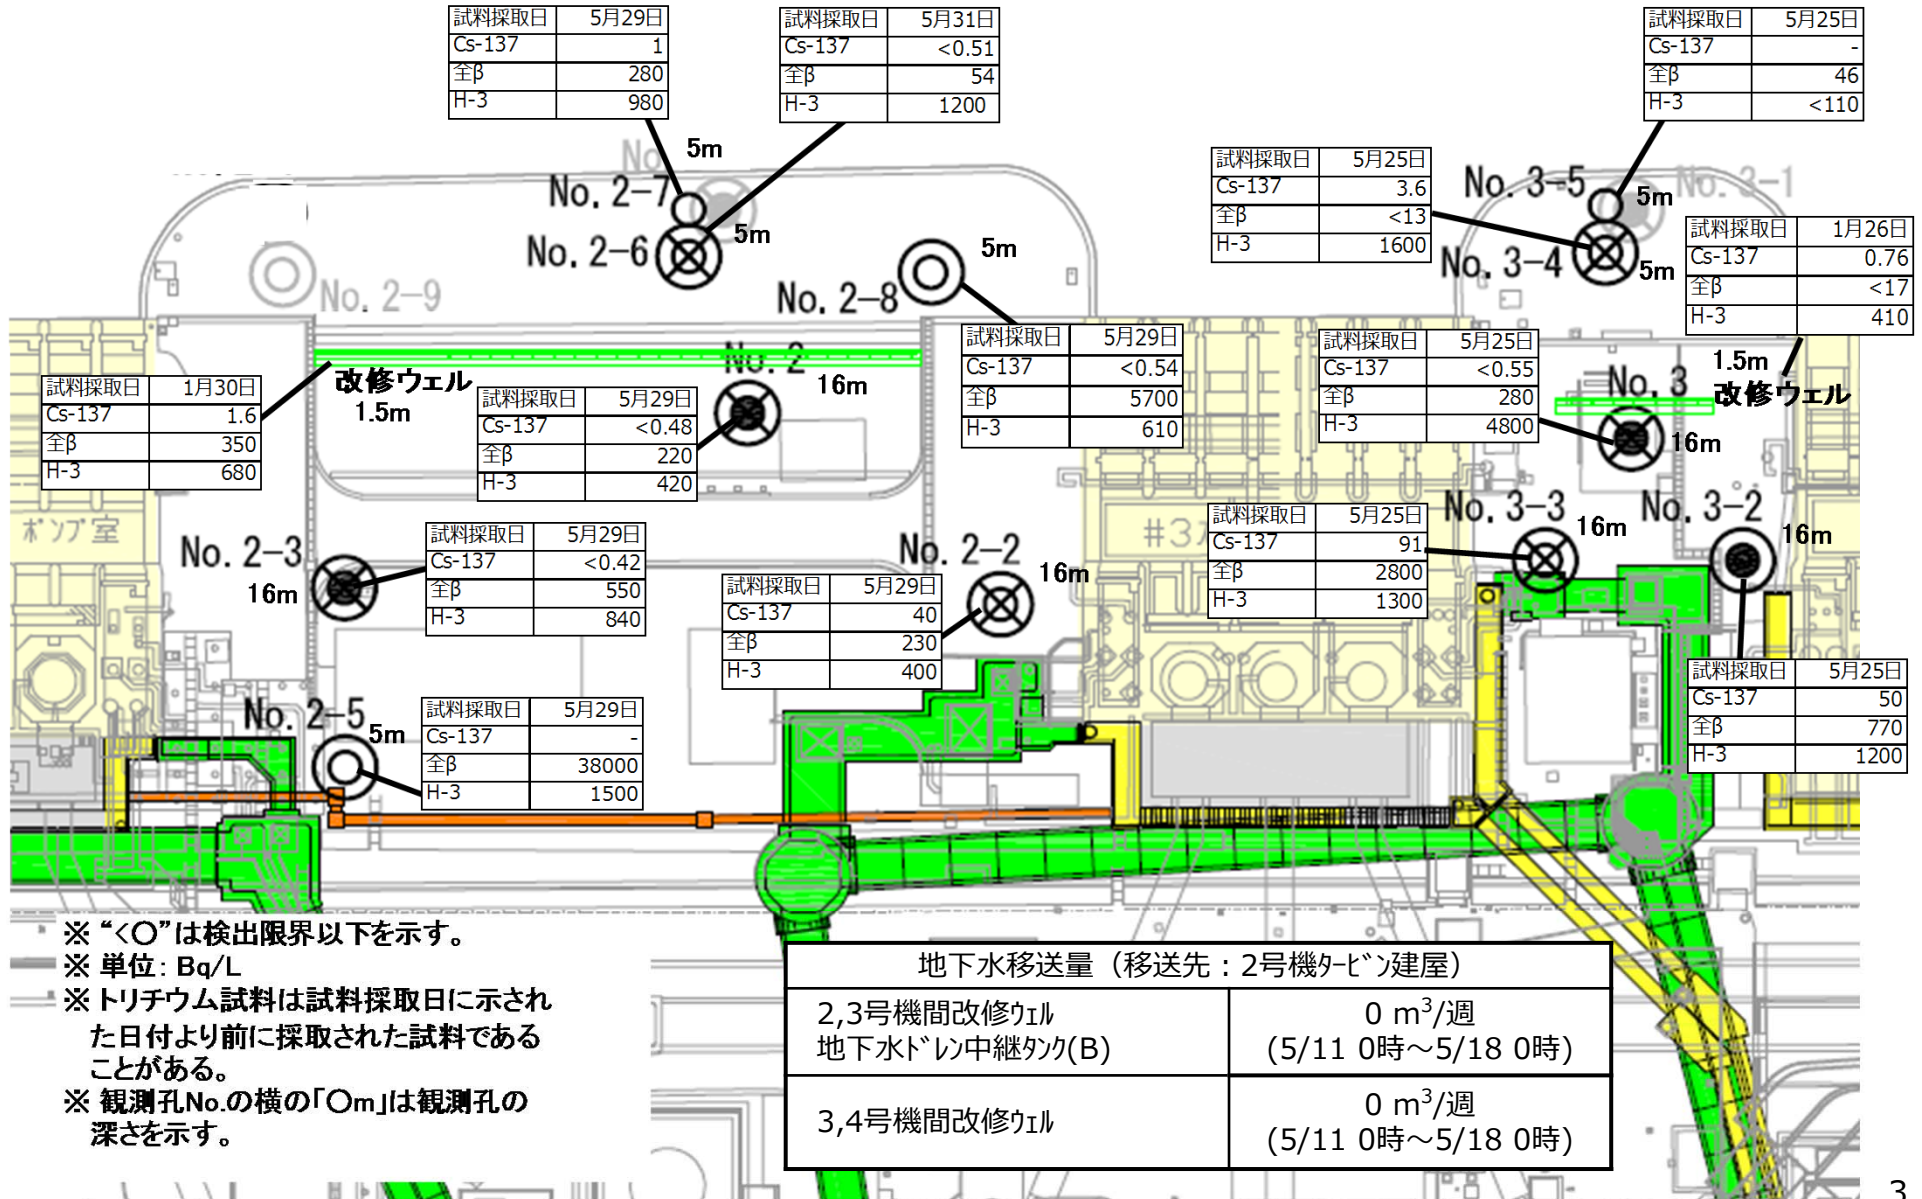 試料採取日 5月29日
Cs-137 1
全β 280
H-3 980
試料採取日 5月31日
Cs-137 <0.51
全β 54
H-3 1200
試料採取日 5月25日
Cs-137 -
全β 46
H-3 <110
No
5m
No. 2-7
No. 2-6
5m
試料採取日 5月25日
Cs-137 3.6
全β <13
H-3 1600
No. 3-5
5m
No. 3-1
No. 3-4
5m
試料採取日 1月26日
Cs-137 0.76
全β <17
H-3 410
No. 2-9
No. 2-8
5m
試料採取日 5月29日
Cs-137 <0.54
全β 5700
H-3 610
試料採取日 5月25日
Cs-137 <0.55
全β 280
H-3 4800
1.5m
改修ウェル
No. 3
16m
試料採取日 1月30日
Cs-137 1.6
全β 350
H-3 680
改修ウェル
1.5m
No. 2
16m
試料採取日 5月29日
Cs-137 <0.48
全β 220
H-3 420
ポンプ室
No. 2-3
16m
試料採取日 5月29日
Cs-137 <0.42
全β 550
H-3 840
No. 2-2
16m
試料採取日 5月29日
Cs-137 40
全β 230
H-3 400
#3
試料採取日 5月25日
Cs-137 91
全β 2800
H-3 1300
No. 3-3
16m
No. 3-2
16m
試料採取日 5月25日
Cs-137 50
全β 770
H-3 1200
No. 2-5
5m
試料採取日 5月29日
Cs-137 -
全β 38000
H-3 1500
※ “<〇”は検出限界以下を示す。
※ 単位: Bq/L
※ トリチウム試料は試料採取日に示され
た日付より前に採取された試料である
ことがある。
※ 観測孔No.の横の「〇m」は観測孔の
深さを示す。
地下水移送量（移送先：2号機ﾀｰﾋﾞﾝ建屋）
2,3号機間改修ｳｪﾙ
地下水ﾄﾞﾚﾝ中継ﾀﾝｸ(B)
0 m³/週
(5/11 0時～5/18 0時)
3,4号機間改修ｳｪﾙ
0 m³/週
(5/11 0時～5/18 0時)
3